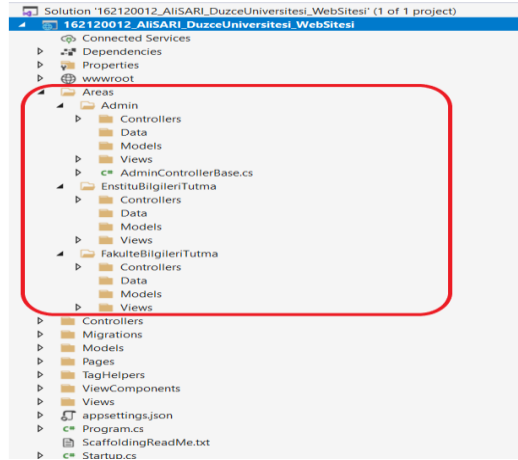 Solution '162120012_AliSARI_DuzceUniversitesi_WebSitesi' (1 of 1 project)
162120012_AliSARI_DuzceUniversitesi_WebSitesi
Connected Services
Dependencies
Properties
wwwroot
Areas
Admin
Controllers
Data
Models
Views
C# AdminControllerBase.cs
EnstituBilgileriTutma
Controllers
Data
Models
Views
FakulteBilgileriTutma
Controllers
Data
Models
Views
Controllers
Migrations
Models
Pages
TagHelpers
ViewComponents
Views
appsettings.json
C# Program.cs
ScaffoldingReadMe.txt
C# Startup.cs